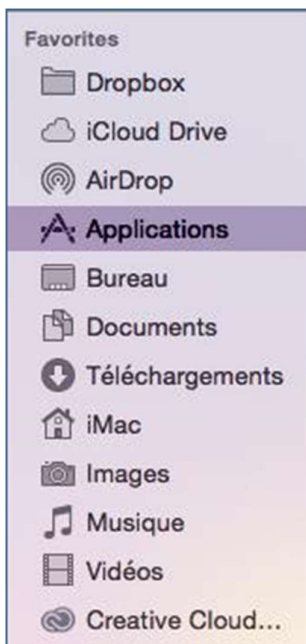 Favorites
Dropbox
iCloud Drive
AirDrop
Applications
Bureau
Documents
Téléchargements
iMac
Images
Musique
Vidéos
Creative Cloud...